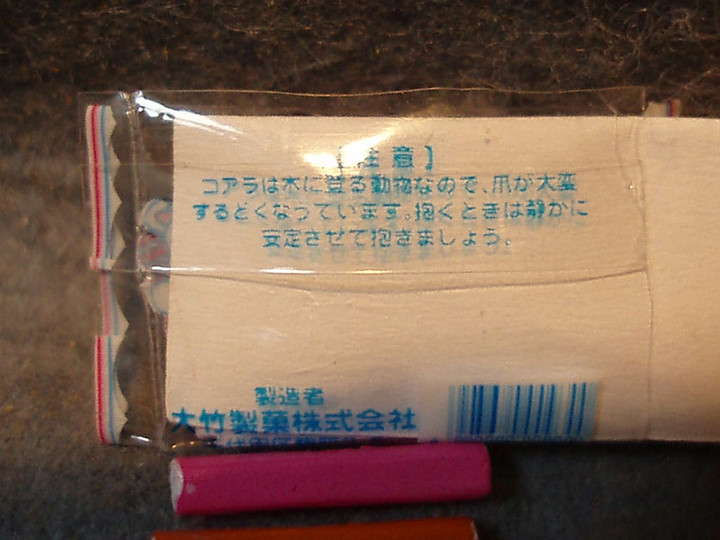 【注意】
コアラは木に登る動物なので、爪が大変
するどくなっています。抱くときは静かに
安定させて抱きましょう。
製造者
大竹製菓株式会社